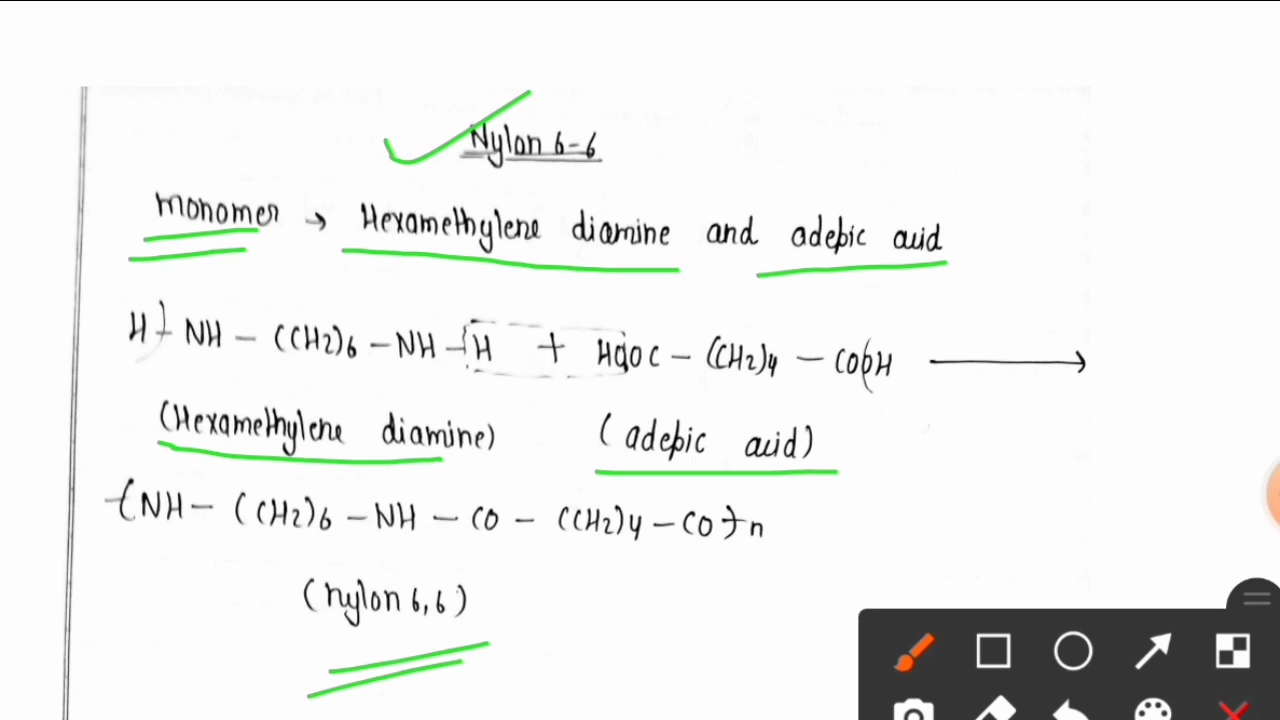 Nylon 6-6
monomer → Hexamethylene diamine and adepic acid
H-NH-(CH2)6-NH-H + HOOC-(CH2)4-COOH →
(Hexamethylene diamine) (adepic acid)
(NH-(CH2)6-NH-CO-(CH2)4-CO)n
(nylon 6,6)